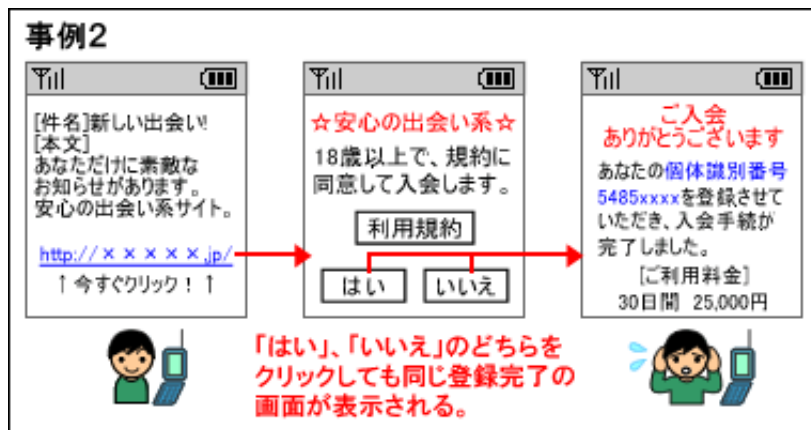 事例2
[件名]新しい出会い!
[本文]
あなただけに素敵な
お知らせがあります。
安心の出会い系サイト。
http://×××××.jp/
↑今すぐクリック！↑
☆安心の出会い系☆
18歳以上で、規約に
同意して入会します。
利用規約
はい いいえ
ご入会
ありがとうございます
あなたの個体識別番号
5485xxxxを登録させて
いただき、入会手続が
完了しました。
[ご利用料金]
30日間 25,000円
「はい」、「いいえ」のどちらを
クリックしても同じ登録完了の
画面が表示される。